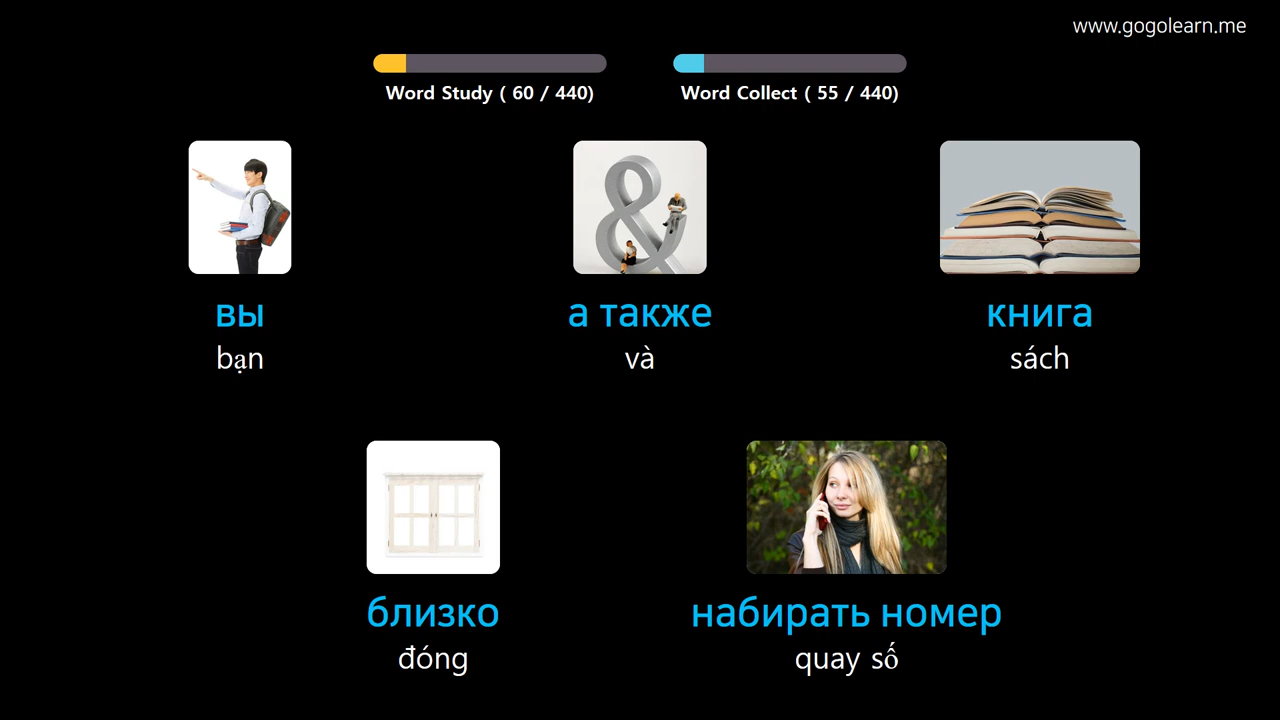 www.gogolearn.me
Word Study ( 60 / 440)
Word Collect ( 55 / 440)
вы
bạn
а также
và
книга
sách
близко
đóng
набирать номер
quay số